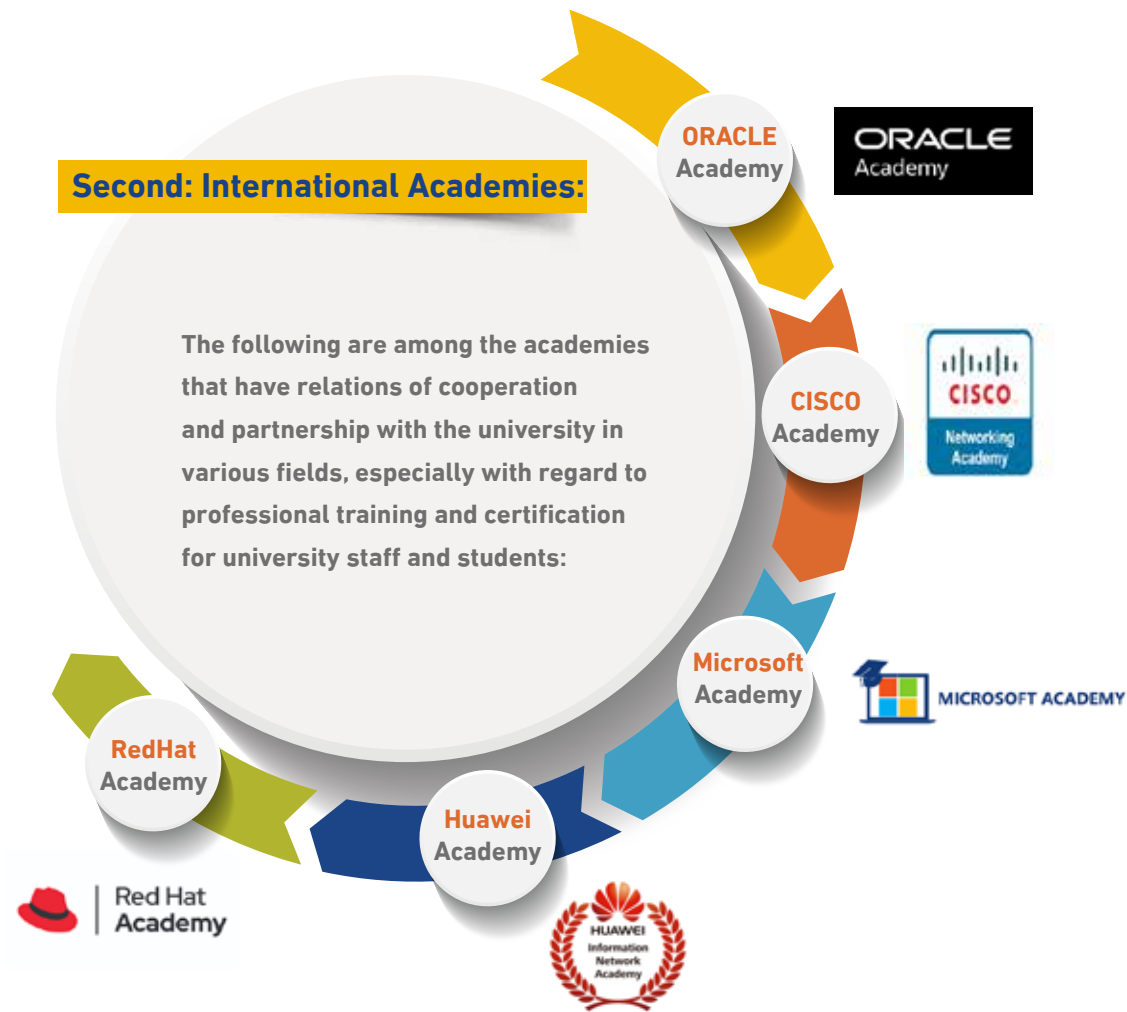 Second: International Academies:
The following are among the academies
that have relations of cooperation
and partnership with the university in
various fields, especially with regard to
professional training and certification
for university staff and students:
ORACLE
Academy
ORACLE
Academy
CISCO
Academy
CISCO
Networking
Academy
Microsoft
Academy
MICROSOFT ACADEMY
Huawei
Academy
HUAWEI
Information
Network
Academy
RedHat
Academy
Red Hat
Academy